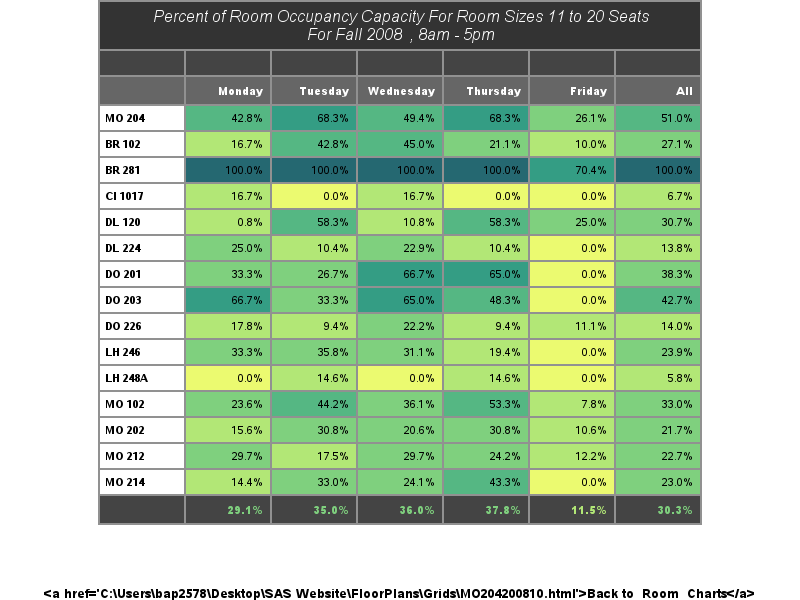 Percent of Room Occupancy Capacity For Room Sizes 11 to 20 Seats
For Fall 2008 , 8am - 5pm
Monday Tuesday Wednesday Thursday Friday All
MO 204 42.8% 68.3% 49.4% 68.3% 26.1% 51.0%
BR 102 16.7% 42.8% 45.0% 21.1% 10.0% 27.1%
BR 281 100.0% 100.0% 100.0% 100.0% 70.4% 100.0%
CI 1017 16.7% 0.0% 16.7% 0.0% 0.0% 6.7%
DL 120 0.8% 58.3% 10.8% 58.3% 25.0% 30.7%
DL 224 25.0% 10.4% 22.9% 10.4% 0.0% 13.8%
DO 201 33.3% 26.7% 66.7% 65.0% 0.0% 38.3%
DO 203 66.7% 33.3% 65.0% 48.3% 0.0% 42.7%
DO 226 17.8% 9.4% 22.2% 9.4% 11.1% 14.0%
LH 246 33.3% 35.8% 31.1% 19.4% 0.0% 23.9%
LH 248A 0.0% 14.6% 0.0% 14.6% 0.0% 5.8%
MO 102 23.6% 44.2% 36.1% 53.3% 7.8% 33.0%
MO 202 15.6% 30.8% 20.6% 30.8% 10.6% 21.7%
MO 212 29.7% 17.5% 29.7% 24.2% 12.2% 22.7%
MO 214 14.4% 33.0% 24.1% 43.3% 0.0% 23.0%
29.1% 35.0% 36.0% 37.8% 11.5% 30.3%
<a href='C:\Users\bap2578\Desktop\SAS Website\FloorPlans\Grids\MO204200810.html'>Back to Room Charts</a>